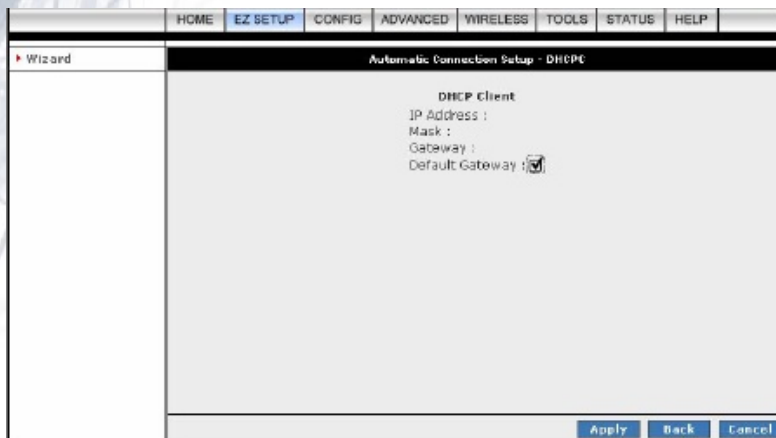 HOME EZ SETUP CONFIG ADVANCED WIRELESS TOOLS STATUS HELP
Wizard
Automatic Connection Setup - DHCPC
DHCP Client
IP Address :
Mask :
Gateway :
Default Gateway :
Apply Back Cancel